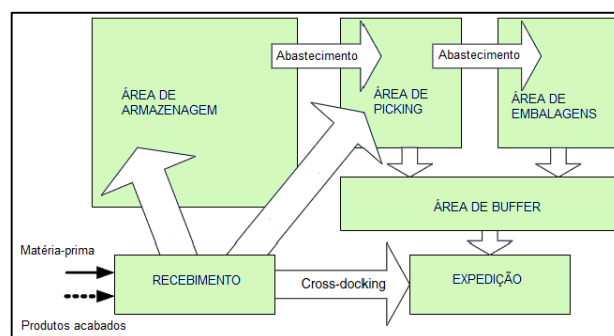 Abastecimento
Abastecimento
ÁREA DE
ARMAZENAGEM
ÁREA DE
PICKING
ÁREA DE
EMBALAGENS
ÁREA DE BUFFER
Matéria-prima
RECEBIMENTO
Cross-docking
EXPEDIÇÃO
Produtos acabados